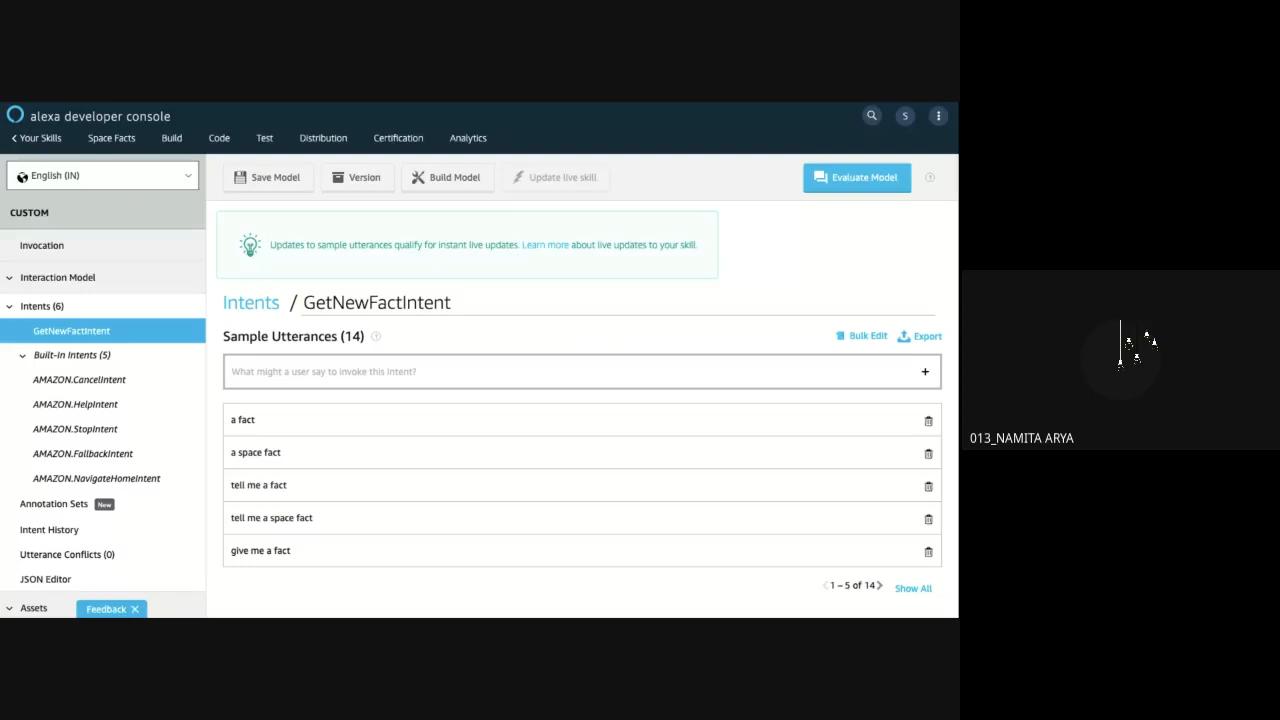 alexa developer console
S
Your Skills Space Facts Build Code Test Distribution Certification Analytics
English (IN)
Save Model Version Build Model Update live skill Evaluate Model
CUSTOM
Invocation
Interaction Model
Intents (6)
GetNewFactIntent
Built-In Intents (5)
AMAZON.CancelIntent
AMAZON.HelpIntent
AMAZON.StopIntent
AMAZON.FallbackIntent
AMAZON.NavigateHomeIntent
Annotation Sets New
Intent History
Utterance Conflicts (0)
JSON Editor
Assets
Feedback
Updates to sample utterances qualify for instant live updates. Learn more about live updates to your skill.
Intents / GetNewFactIntent
Sample Utterances (14) Bulk Edit Export
What might a user say to invoke this intent?
a fact
a space fact
tell me a fact
tell me a space fact
give me a fact
1 – 5 of 14 Show All
013_NAMITA ARYA